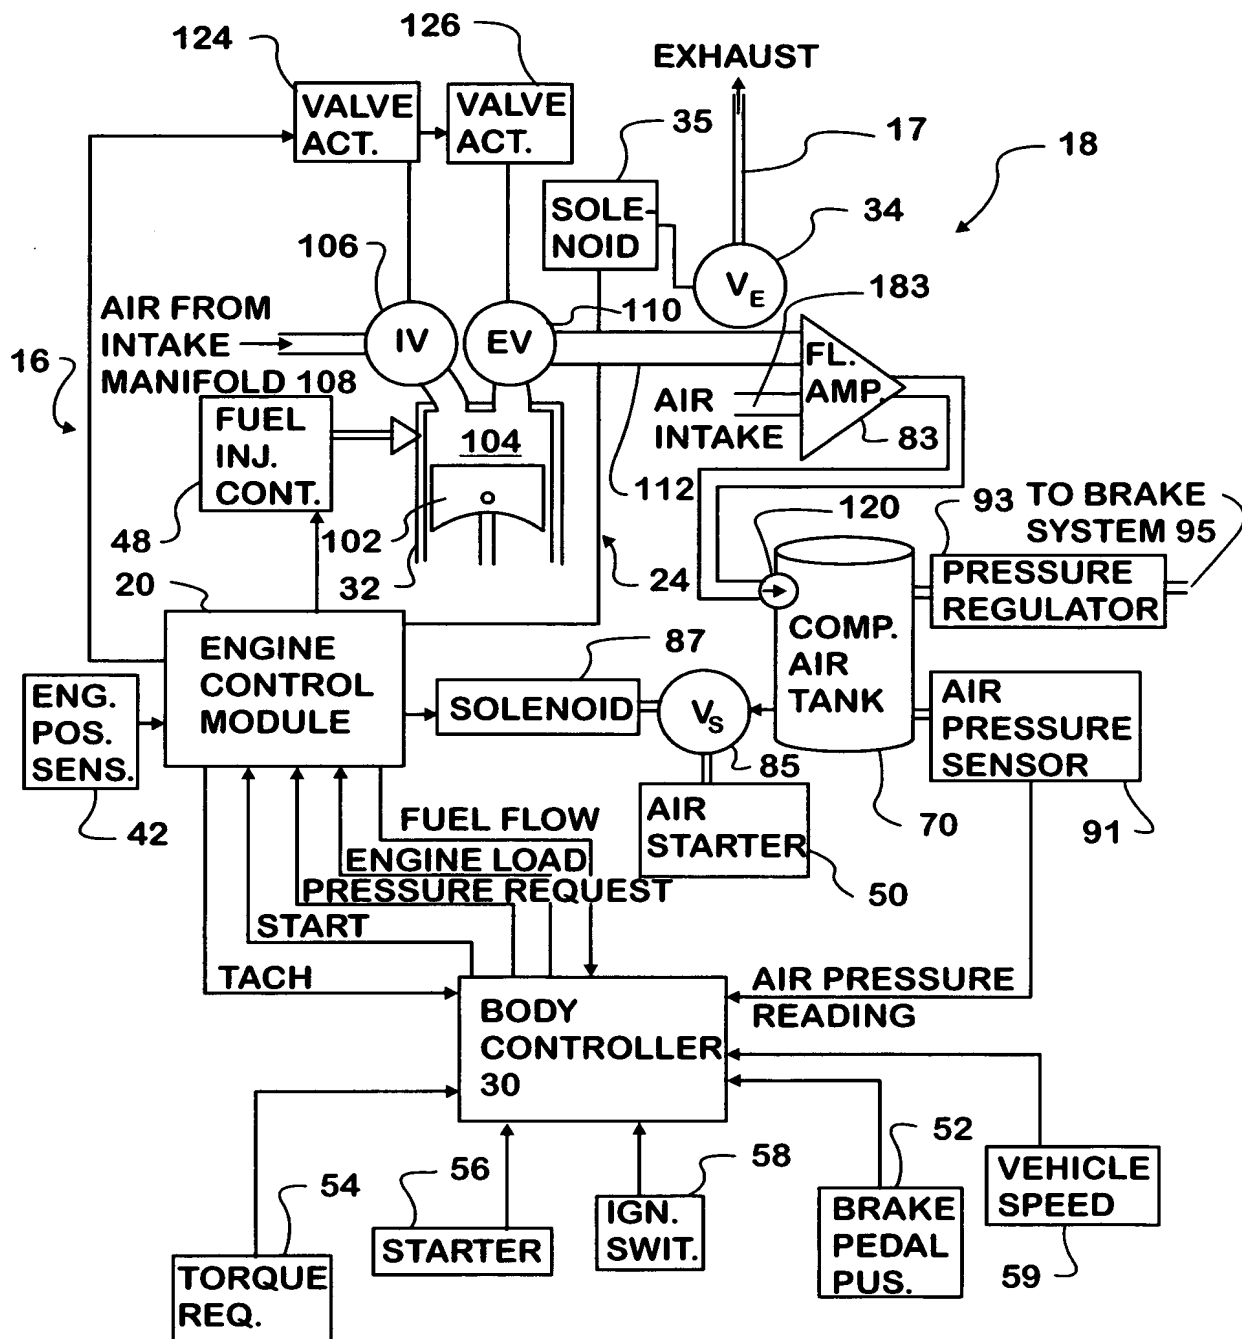 124
126
EXHAUST
VALVE
ACT.
VALVE
ACT.
35
17
18
SOLE-
NOID
34
106
VE
183
AIR FROM
INTAKE
MANIFOLD 108
IV
EV
110
16
FL.
AMP.
AIR
INTAKE
83
FUEL
INJ.
CONT.
104
112
48
102
120
93
TO BRAKE
SYSTEM 95
20
32
24
PRESSURE
REGULATOR
ENGINE
CONTROL
MODULE
87
COMP.
AIR
TANK
ENG.
POS.
SENS.
SOLENOID
VS
AIR
PRESSURE
SENSOR
85
42
FUEL FLOW
AIR
STARTER
70
91
ENGINE LOAD
PRESSURE REQUEST
50
START
TACH
AIR PRESSURE
READING
BODY
CONTROLLER
30
54
56
58
52
VEHICLE
SPEED
STARTER
IGN.
SWIT.
BRAKE
PEDAL
PUS.
59
TORQUE
REQ.